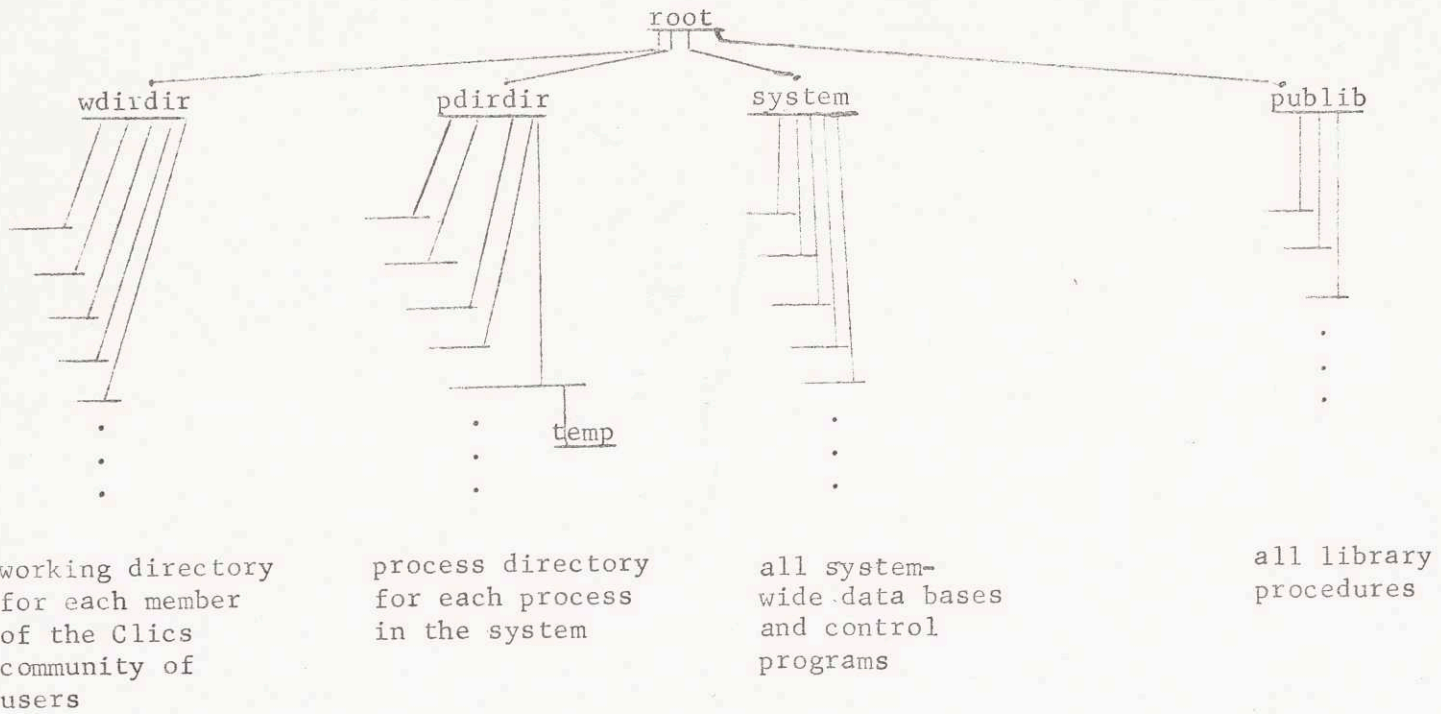 root
wdirdir
pdirdir
system
publib
temp
working directory
for each member
of the Clics
community of
users
process directory
for each process
in the system
all system-
wide data bases
and control
programs
all library
procedures